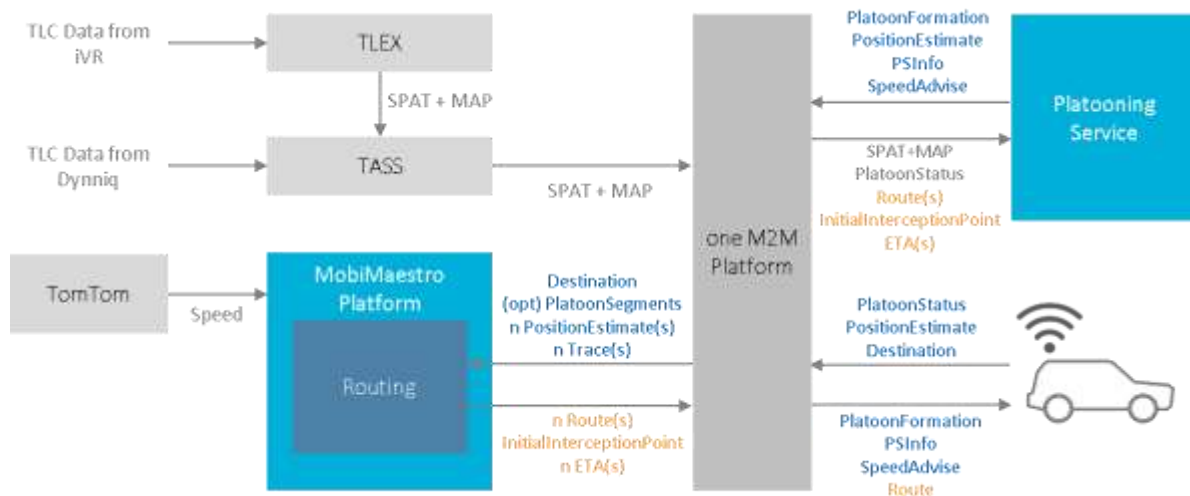 TLC Data from
iVR
TLEX
SPAT + MAP
TLC Data from
Dynniq
TASS
SPAT + MAP
TomTom
Speed
MobiMaestro
Platform
Routing
Destination
(opt) PlatoonSegments
n PositionEstimate(s)
n Trace(s)
n Route(s)
InitialInterceptionPoint
n ETA(s)
one M2M
Platform
PlatoonFormation
PositionEstimate
PSInfo
SpeedAdvise
Platooning
Service
SPAT+MAP
PlatoonStatus
Route(s)
InitialInterceptionPoint
ETA(s)
PlatoonStatus
PositionEstimate
Destination
PlatoonFormation
PSInfo
SpeedAdvise
Route